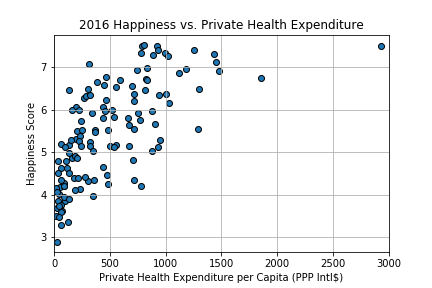 2016 Happiness vs. Private Health Expenditure
7
6
5
4
3
Happiness Score
0 500 1000 1500 2000 2500 3000
Private Health Expenditure per Capita (PPP Intl$)